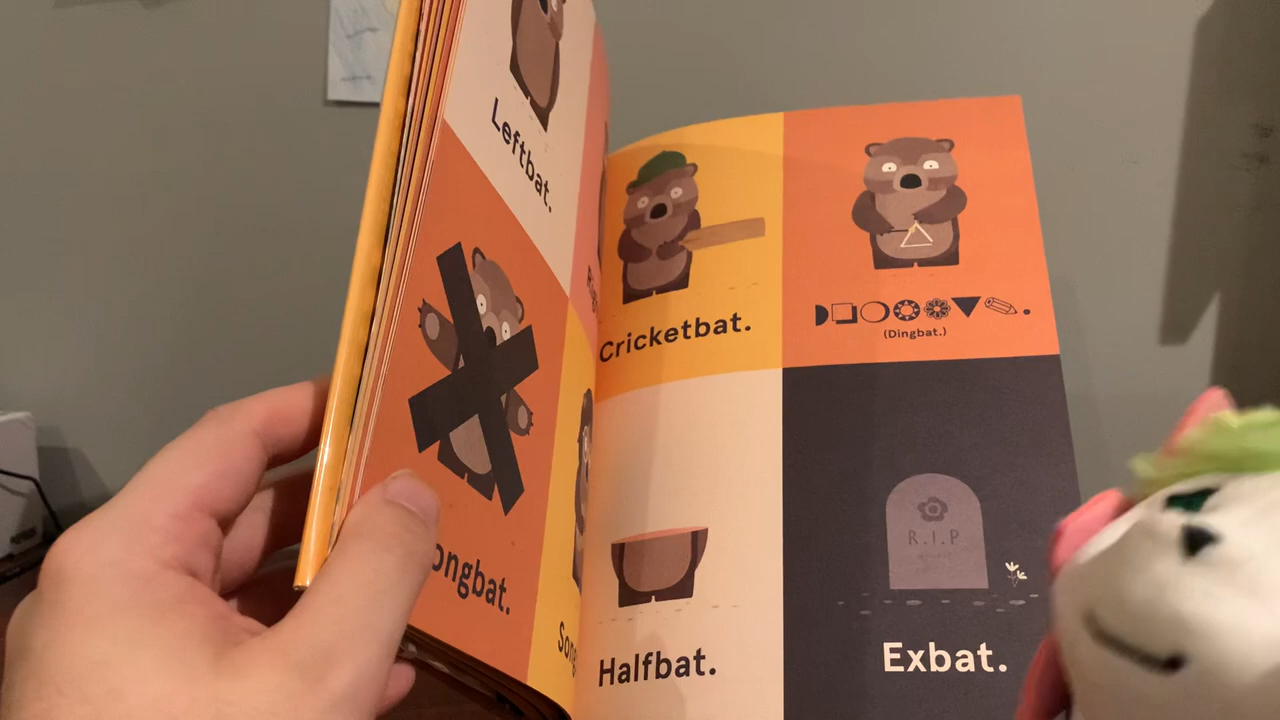 Leftbat.
ongbat.
Cricketbat.
(Dingbat.)
Halfbat.
R.I.P
Exbat.